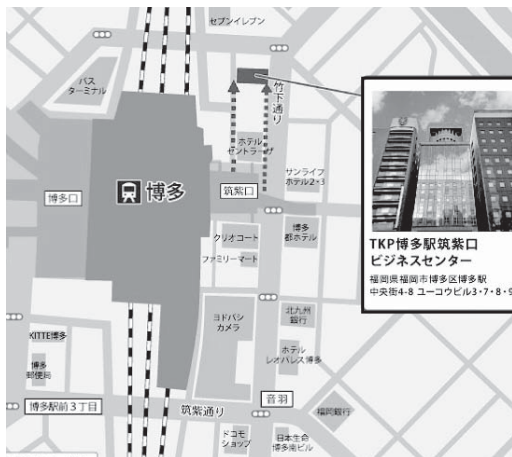 セブンイレブン
バス
ターミナル
竹下通り
ホテル
セントラーザ
サンライフ
ホテル2•3
博多
筑紫口
博多口
クリオコート
ファミリーマート
博多
都ホテル
TKP博多駅筑紫口
ビジネスセンター
福岡県福岡市博多区博多駅
中央街4-8 ユーコウビル3・7・8・9
ヨドバシ
カメラ
北九州
銀行
KITTE博多
博多
郵便局
ホテル
レオパレス博多
博多駅前3丁目
筑紫通り
音羽
福岡銀行
ドコモ
ショップ
日本生命
博多南ビル